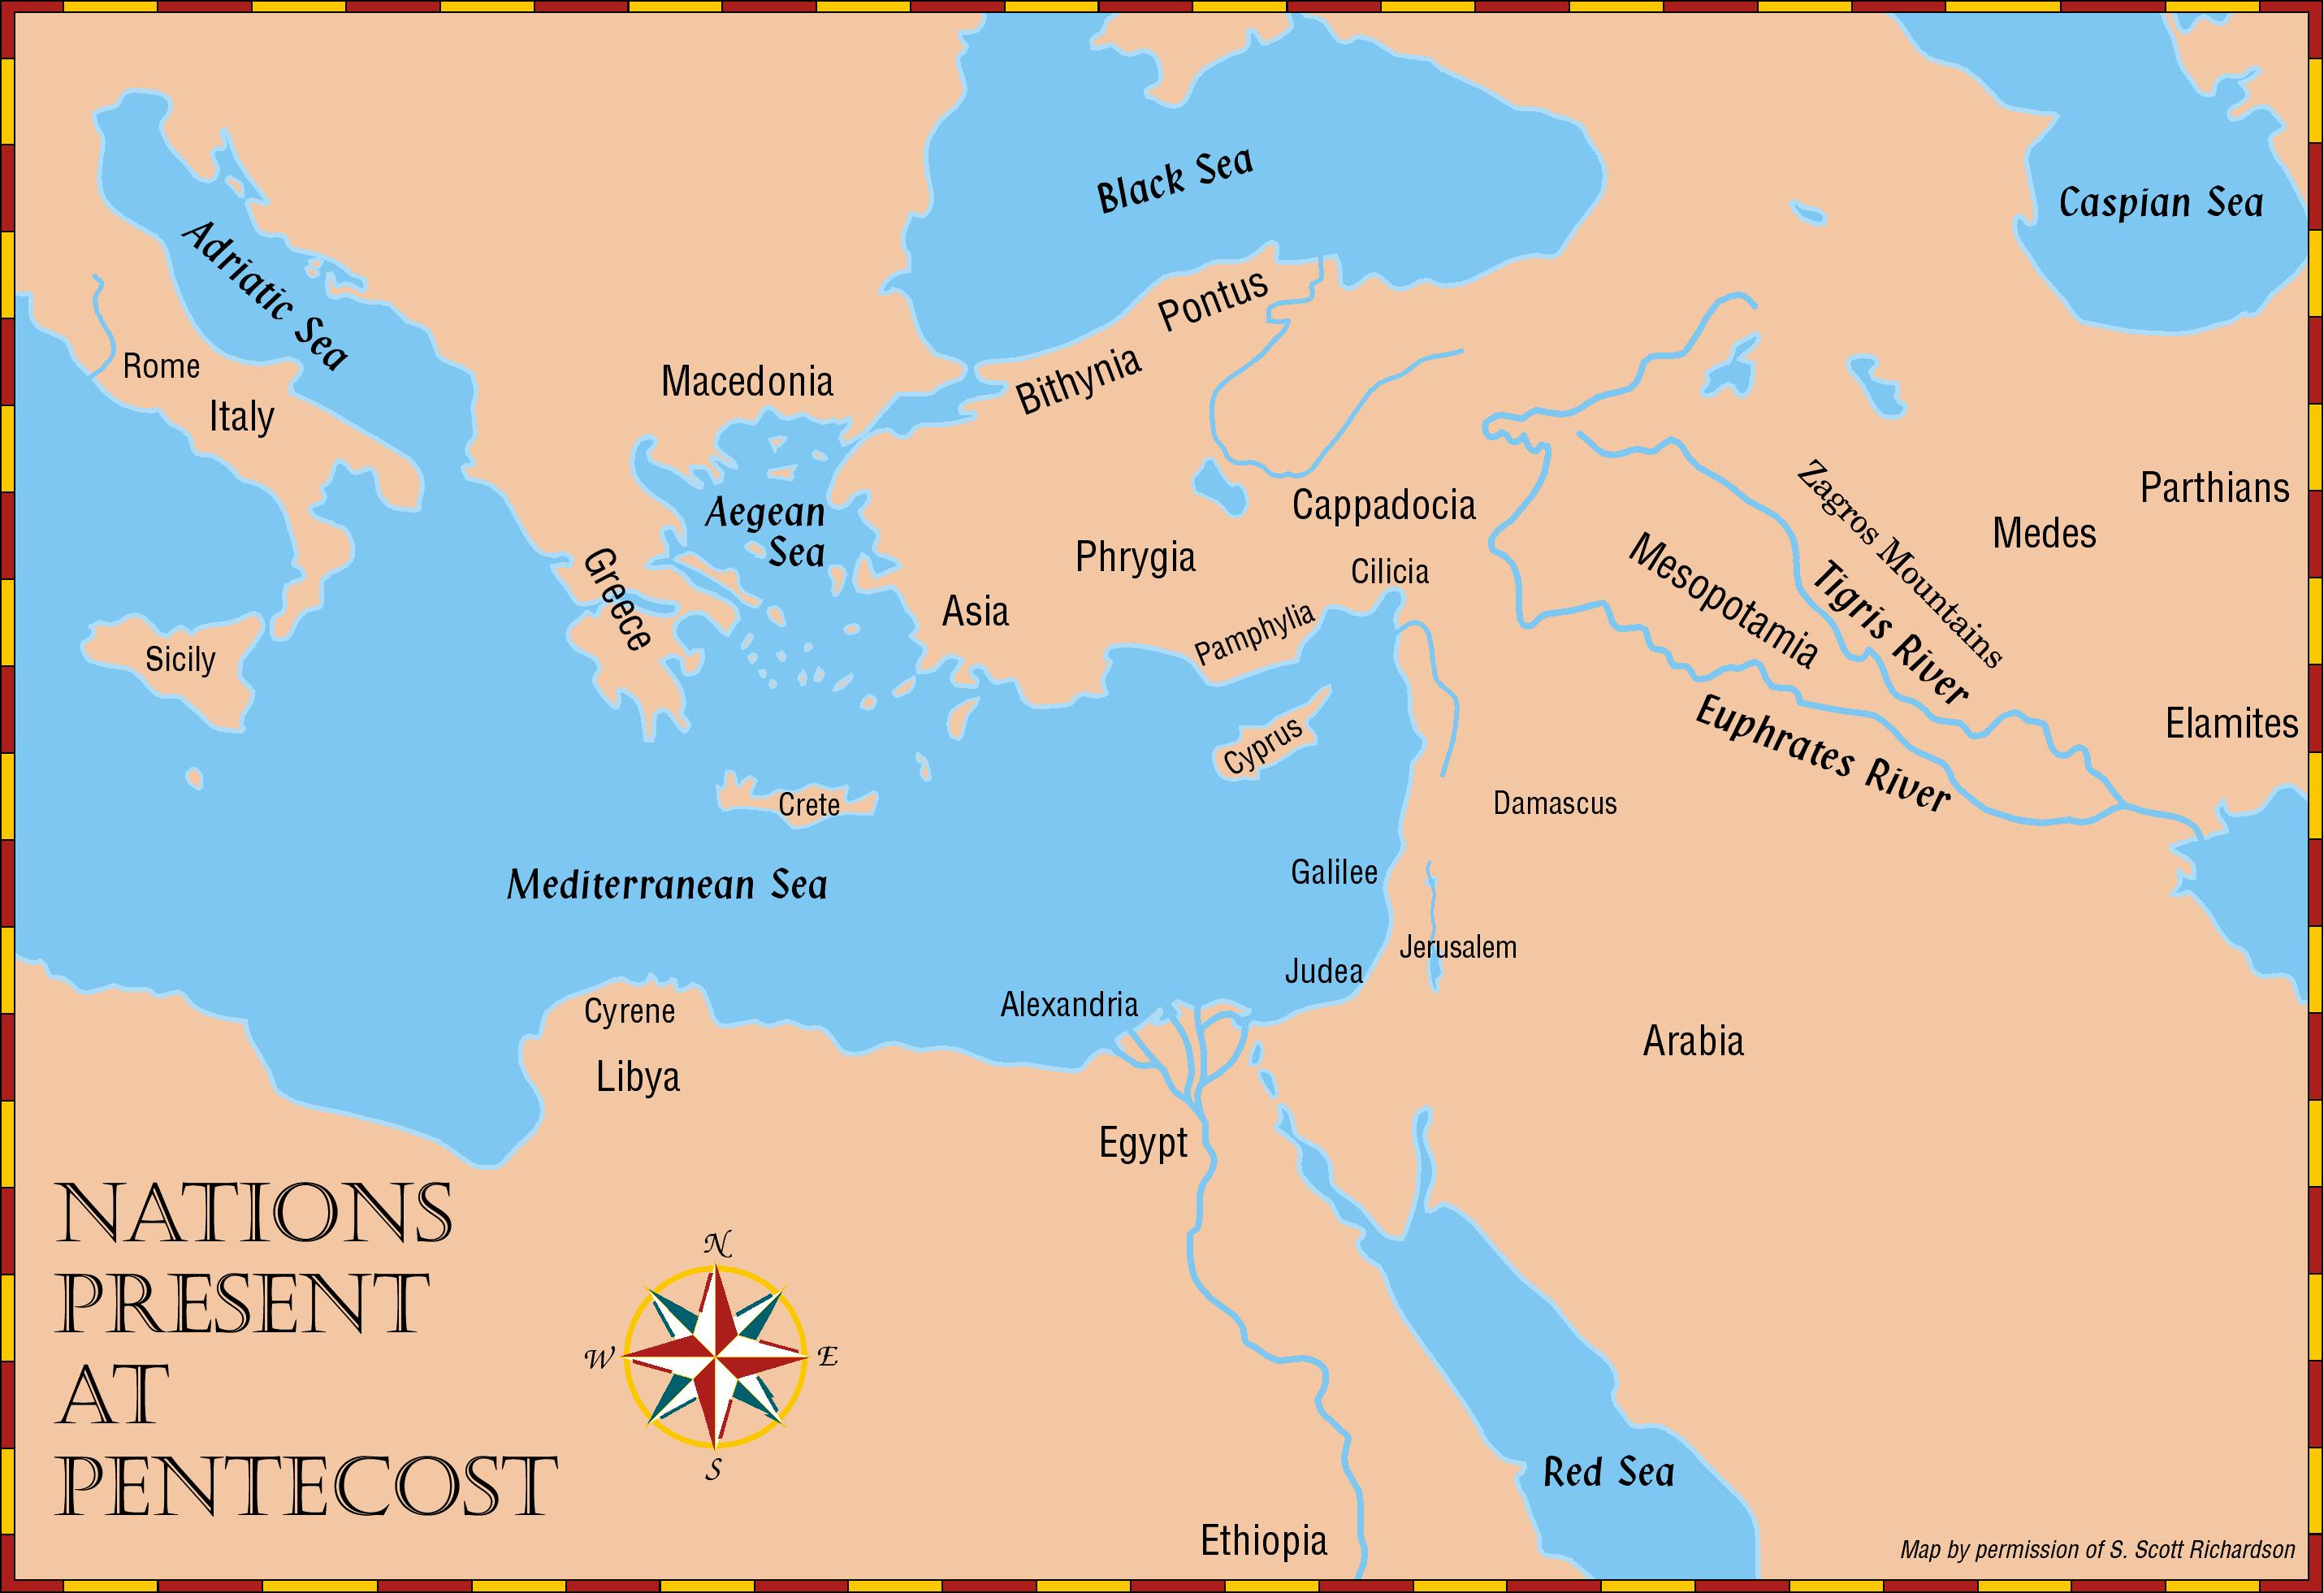 Black Sea
Caspian Sea
Adriatic Sea
Pontus
Rome
Bithynia
Macedonia
Italy
Zagros Mountains
Parthians
Cappadocia
Aegean
Sea
Medes
Phrygia
Mesopotamia
Cilicia
Tigris River
Greece
Asia
Pamphylia
Sicily
Elamites
Cyprus
Euphrates River
Crete
Damascus
Galilee
Mediterranean Sea
Jerusalem
Judea
Alexandria
Cyrene
Arabia
Libya
Egypt
NATIONS
PRESENT
AT
PENTECOST
N
W
E
S
Red Sea
Ethiopia
Map by permission of S. Scott Richardson